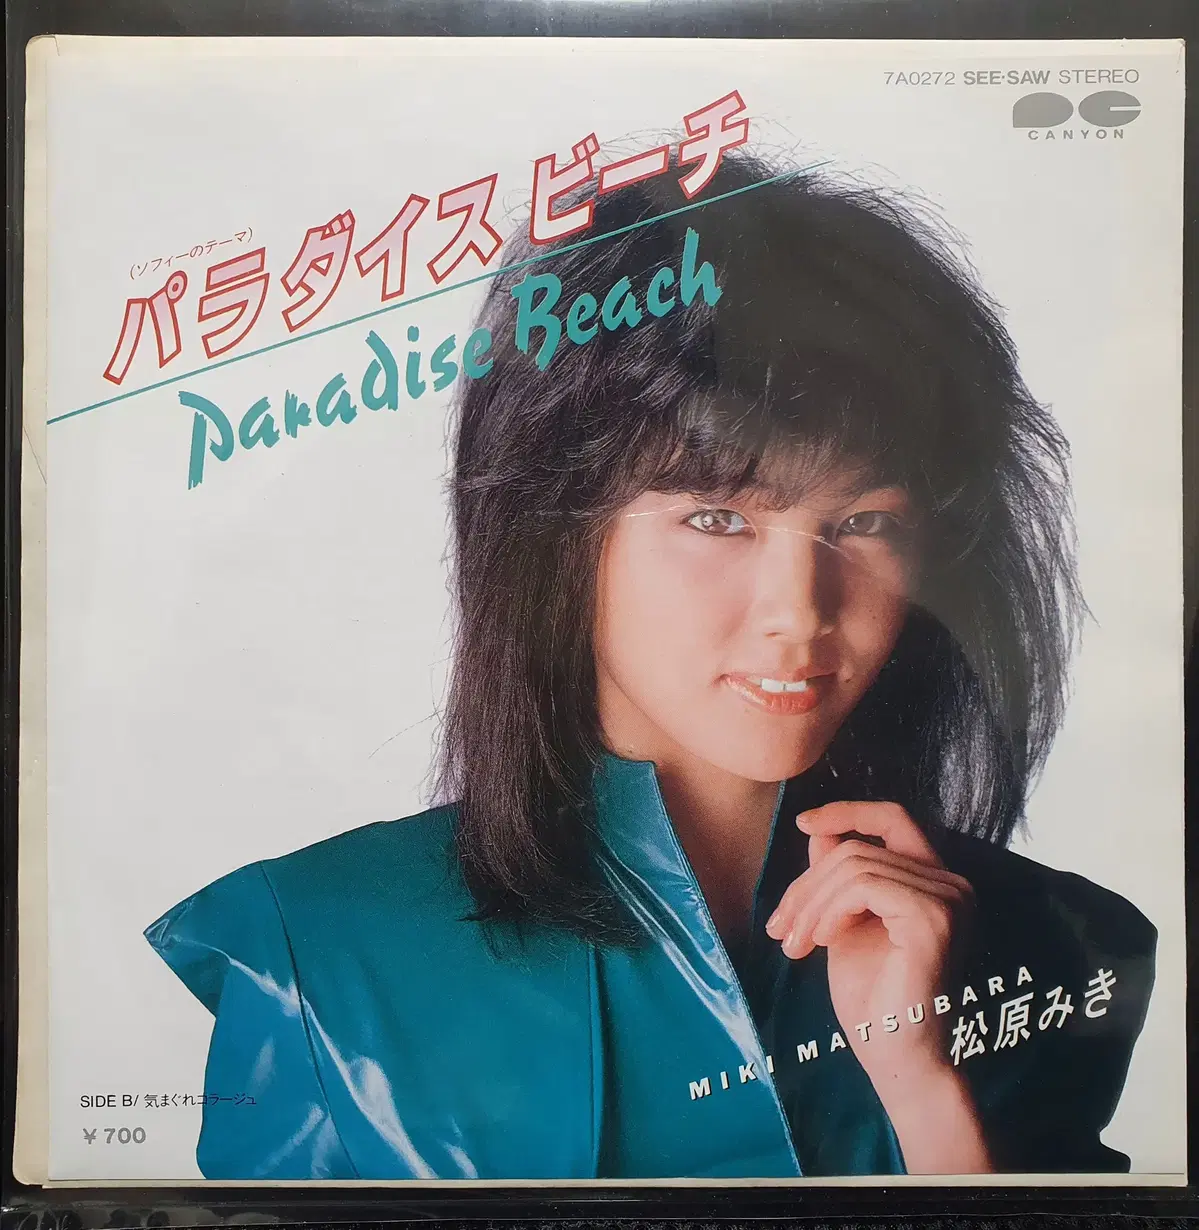 7A0272 SEE·SAW STEREO
CANYON
(ソフィーのテーマ)
パラダイス ビーチ
Paradise Beach
MIKI MATSUBARA
松原みき
SIDE B/ 気まぐれコラージュ
¥700